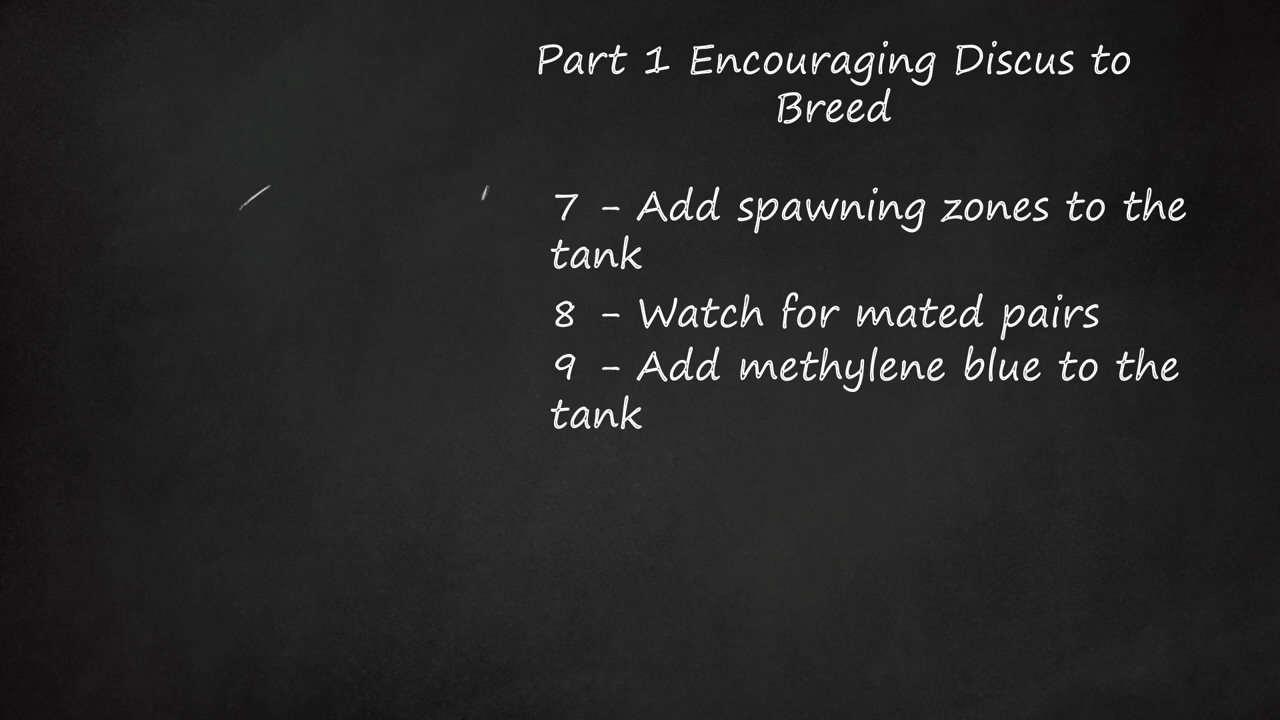 Part 1 Encouraging Discus to
Breed
7 - Add spawning zones to the
tank
8 - Watch for mated pairs
9 - Add methylene blue to the
tank